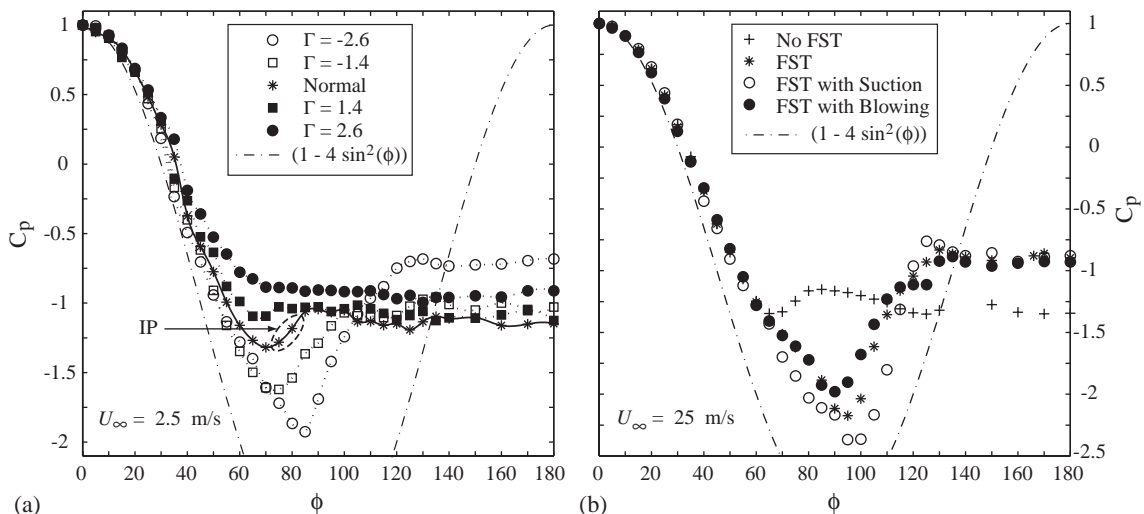 1
0.5
0
-0.5
-1
-1.5
-2
C_p
0 20 40 60 80 100 120 140 160 180
ϕ
(a)
Γ = -2.6
Γ = -1.4
Normal
Γ = 1.4
Γ = 2.6
(1 - 4 sin²(ϕ))
IP
U∞ = 2.5 m/s
No FST
FST
FST with Suction
FST with Blowing
(1 - 4 sin²(ϕ))
U∞ = 25 m/s
0 20 40 60 80 100 120 140 160 180
ϕ
(b)
1
0.5
0
-0.5
-1
-1.5
-2
-2.5
C_p